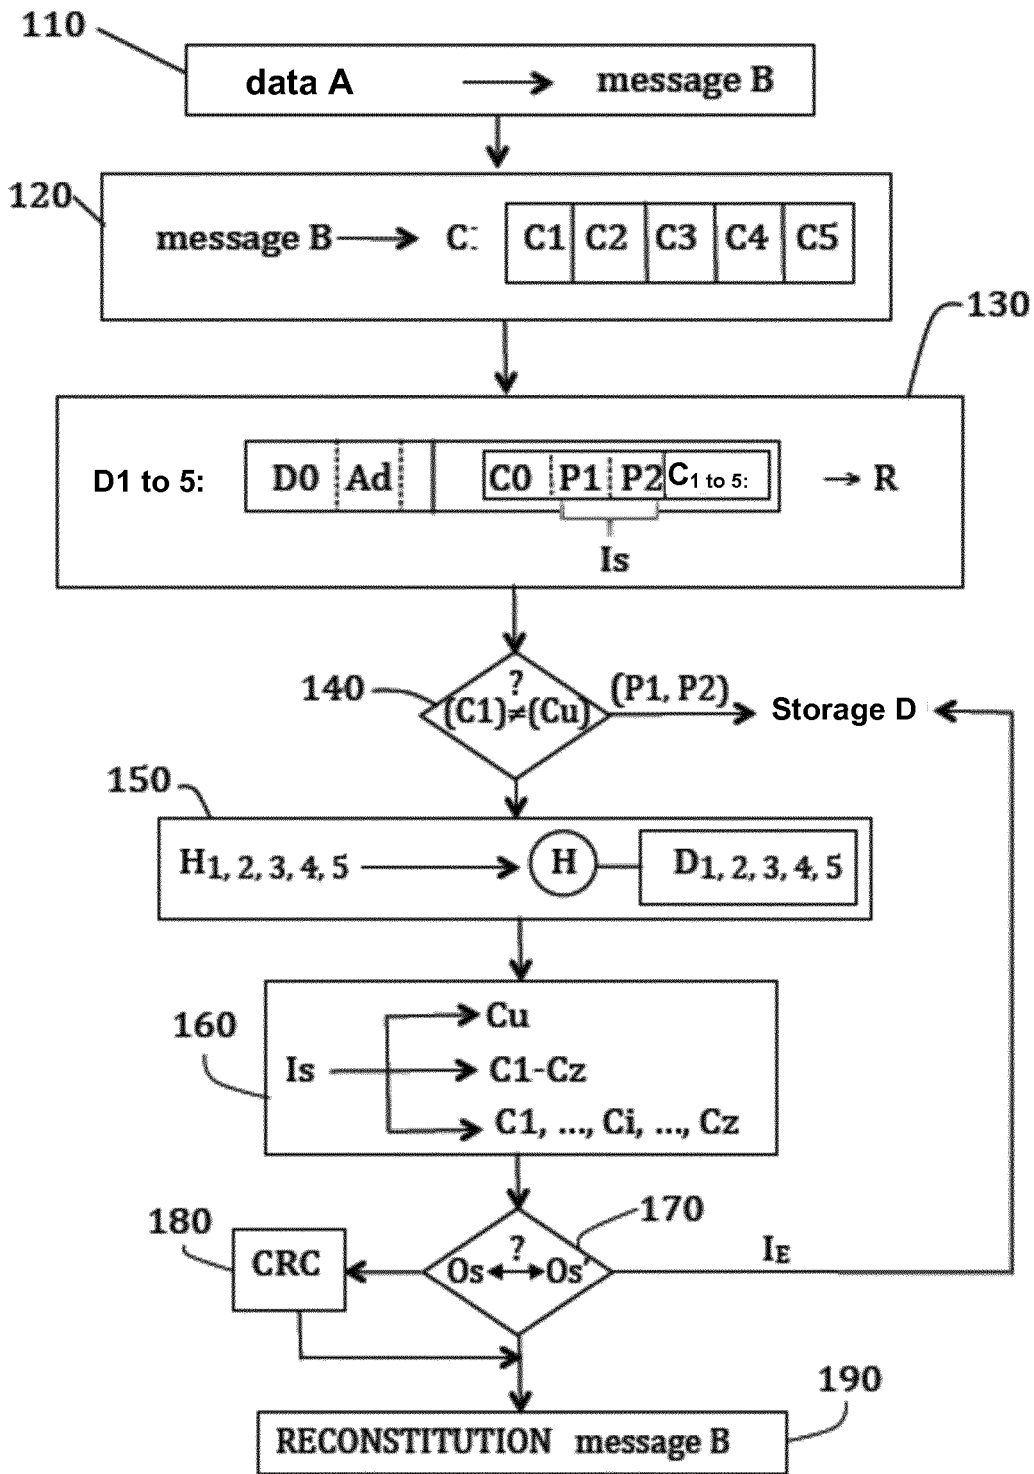 110
data A → message B
120
message B → C: C1 C2 C3 C4 C5
130
D1 to 5: D0 Ad C0 P1 P2 C1 to 5: → R
Is
140
?
(C1)≠(Cu)
(P1, P2)
Storage D
150
H1, 2, 3, 4, 5 → H D1, 2, 3, 4, 5
160
Cu
Is
C1-Cz
C1, ..., Ci, ..., Cz
170
180
CRC
?
Os ↔ Os'
IE
190
RECONSTITUTION message B